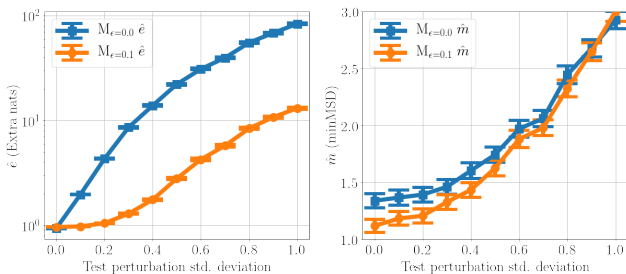 10²
10¹
10⁰
ê (Extra nats)
M_{ϵ=0.0} ê
M_{ϵ=0.1} ê
0.0 0.2 0.4 0.6 0.8 1.0
Test perturbation std. deviation
3.0
2.5
2.0
1.5
1.0
m̂ (minMSD)
M_{ϵ=0.0} m̂
M_{ϵ=0.1} m̂
0.0 0.2 0.4 0.6 0.8 1.0
Test perturbation std. deviation